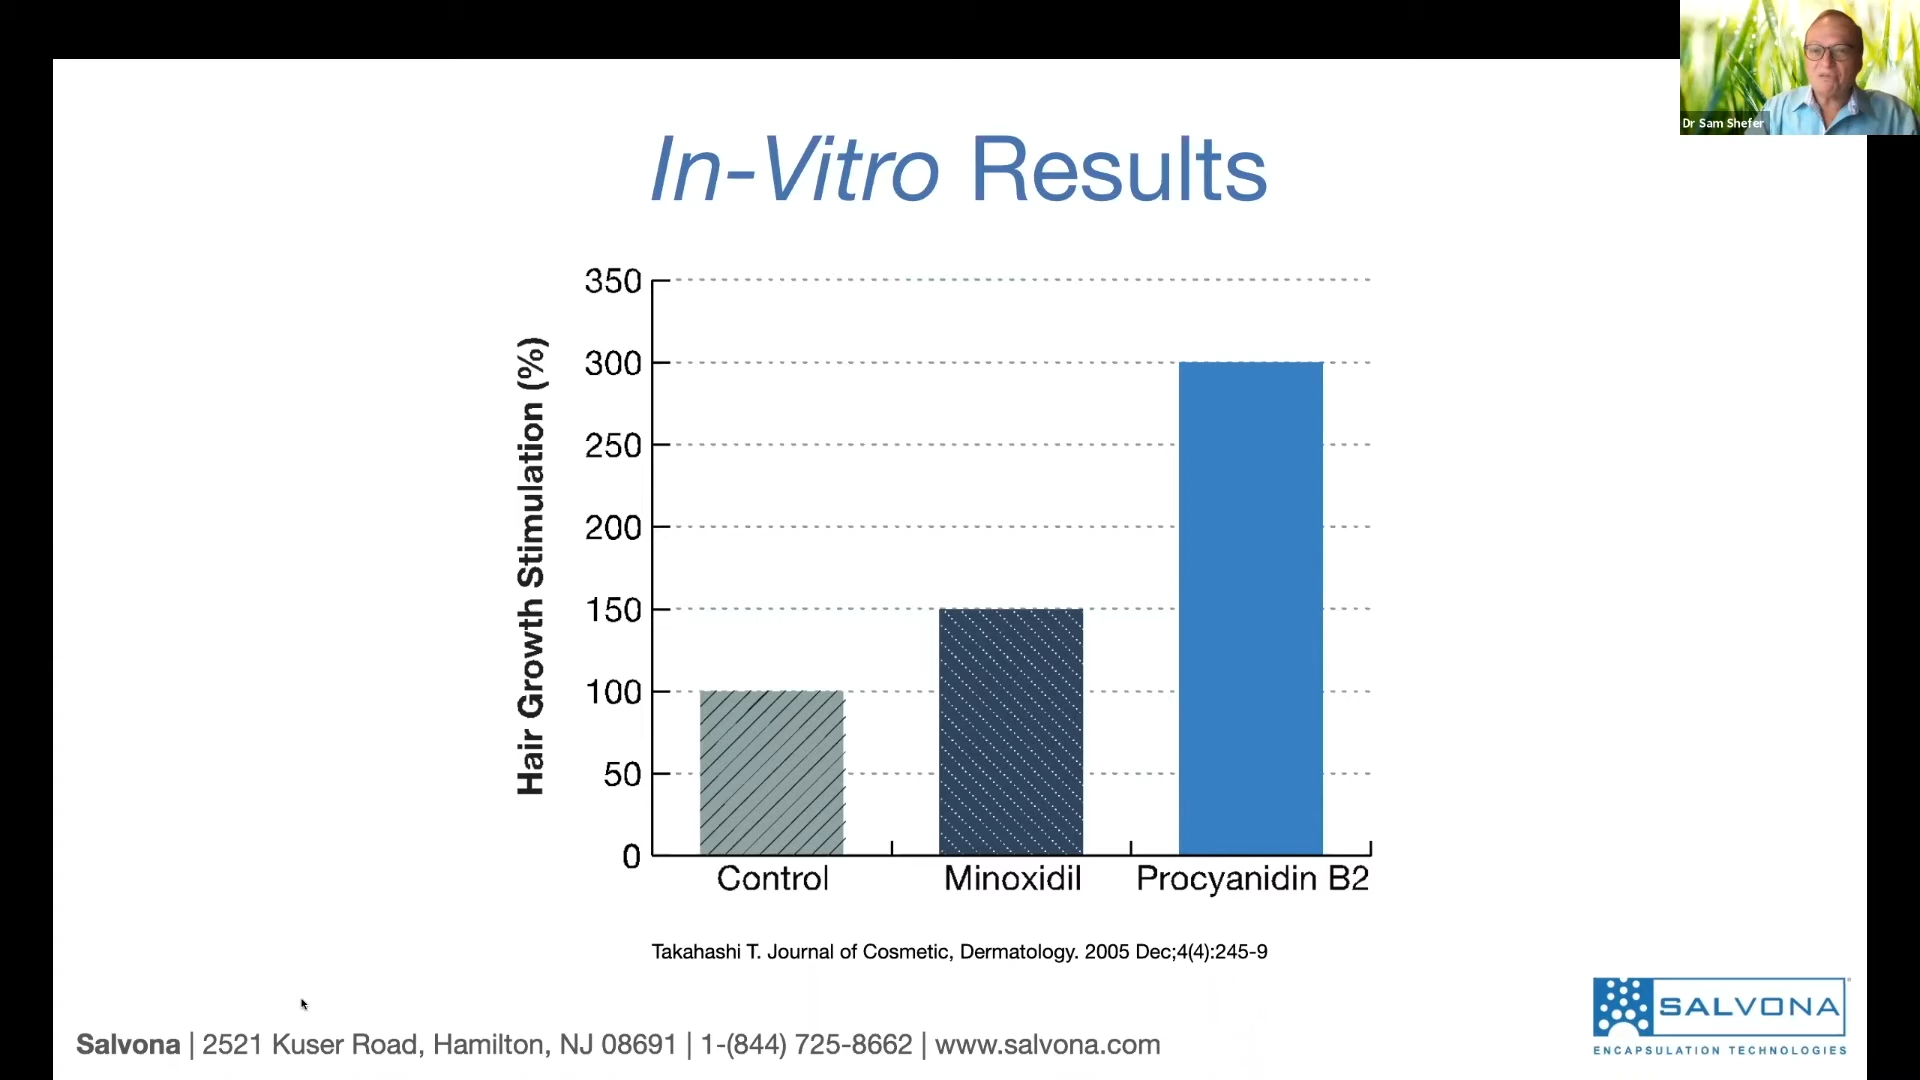 Dr Sam Shefer
In-Vitro Results
Hair Growth Stimulation (%)
350
300
250
200
150
100
50
0
Control
Minoxidil
Procyanidin B2
Takahashi T. Journal of Cosmetic, Dermatology. 2005 Dec;4(4):245-9
Salvona | 2521 Kuser Road, Hamilton, NJ 08691 | 1-(844) 725-8662 | www.salvona.com
SALVONA
ENCAPSULATION TECHNOLOGIES